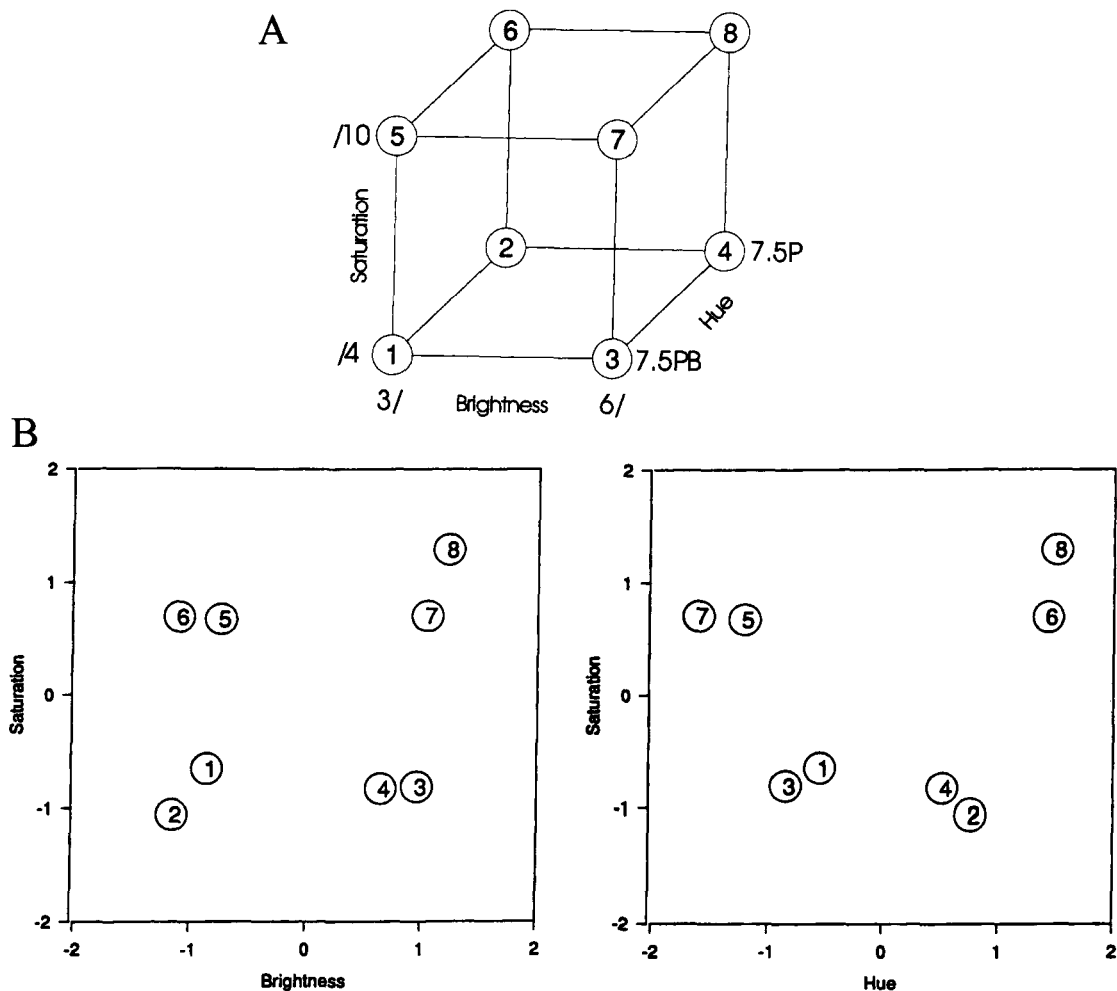 A
6 8
/10 5 7
Saturation
2 4 7.5P
Hue
/4 1 3 7.5PB
3/ Brightness 6/
B
2
1
0
-1
-2
Saturation
8
6 5 7
1
4 3
2
-2 -1 0 1 2
Brightness
2
1
0
-1
-2
Saturation
8
7 5 6
3 1 4
2
-2 -1 0 1 2
Hue